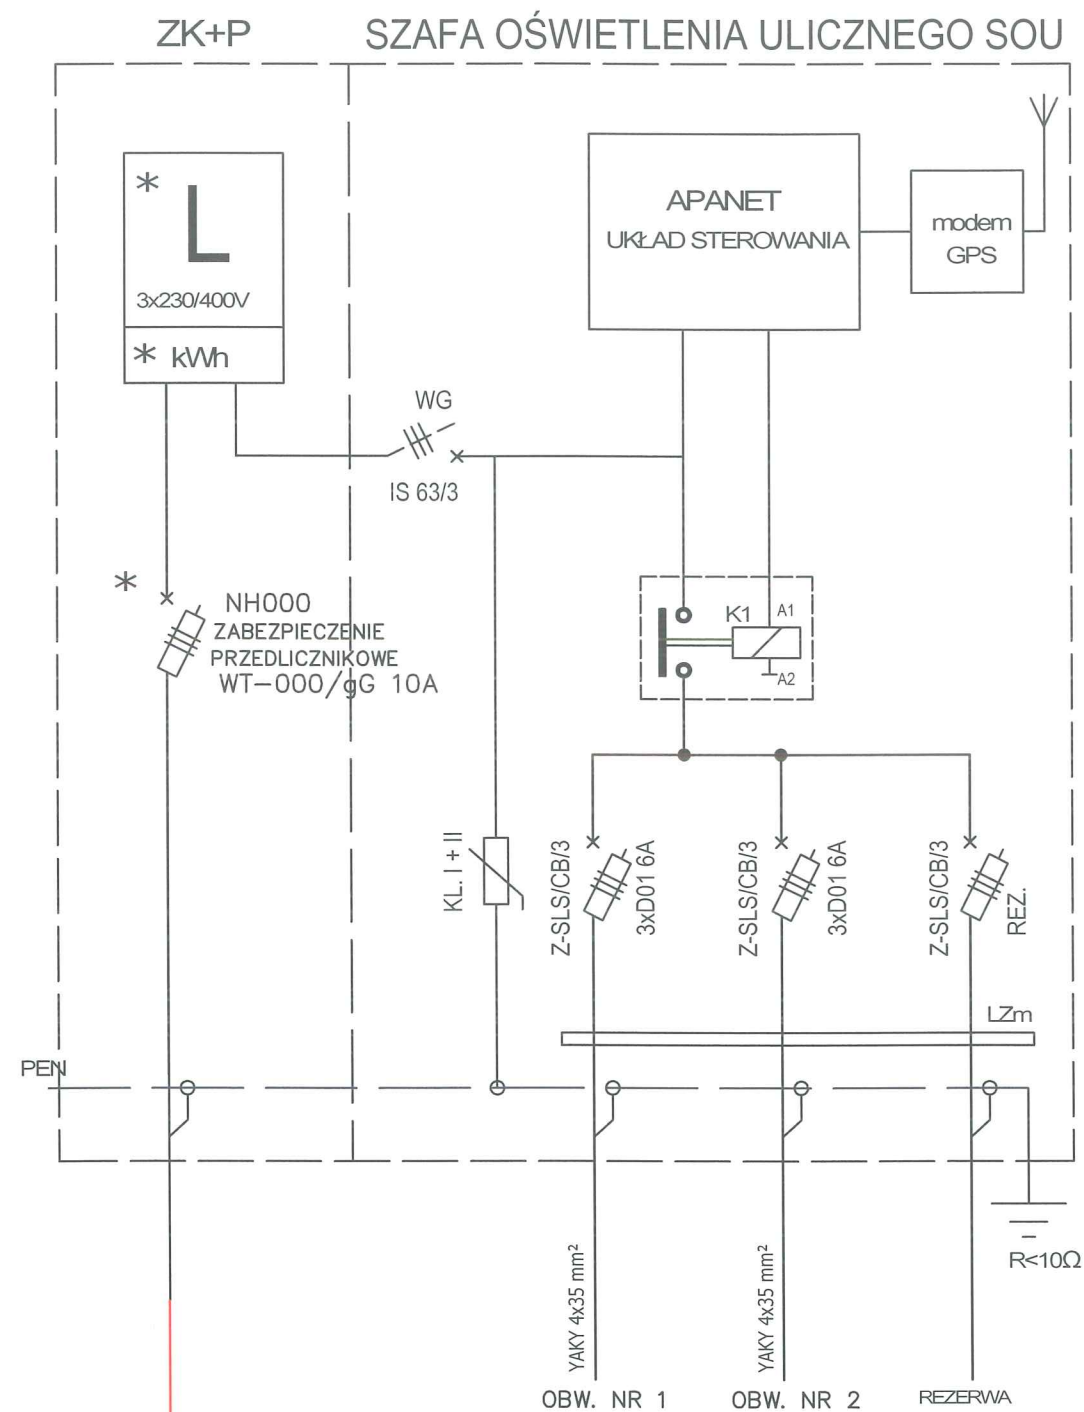 ZK+P
SZAFA OŚWIETLENIA ULICZNEGO SOU
* L
3x230/400V
* kWh
APANET
UKŁAD STEROWANIA
modem
GPS
WG
IS 63/3
*
NH000
ZABEZPIECZENIE
PRZEDLICZNIKOWE
WT-000/gG 10A
K1
A1
A2
KL. I + II
Z-SLS/CB/3
3xD01 6A
Z-SLS/CB/3
3xD01 6A
Z-SLS/CB/3
REZ.
LZm
PEN
R<10Ω
YAKY 4x35 mm²
YAKY 4x35 mm²
OBW. NR 1
OBW. NR 2
REZERWA